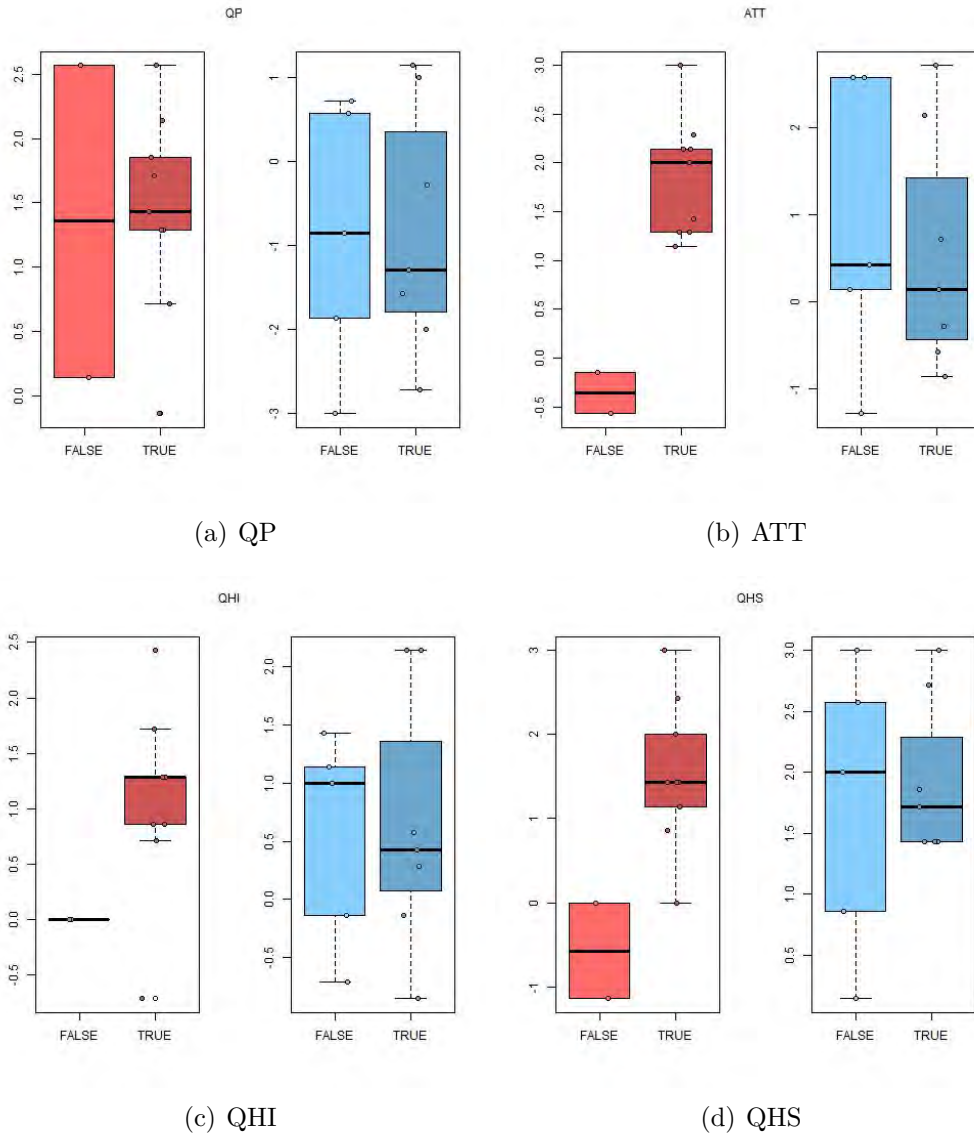 QP
ATT
0.0 0.5 1.0 1.5 2.0 2.5
-3 -2 -1 0 1
-0.5 0.0 0.5 1.0 1.5 2.0 2.5 3.0
-1 0 1 2
FALSE TRUE FALSE TRUE
FALSE TRUE FALSE TRUE
(a) QP
(b) ATT
QHI
QHS
-0.5 0.0 0.5 1.0 1.5 2.0 2.5
-0.5 0.0 0.5 1.0 1.5 2.0
-1 0 1 2 3
0.5 1.0 1.5 2.0 2.5 3.0
FALSE TRUE FALSE TRUE
FALSE TRUE FALSE TRUE
(c) QHI
(d) QHS